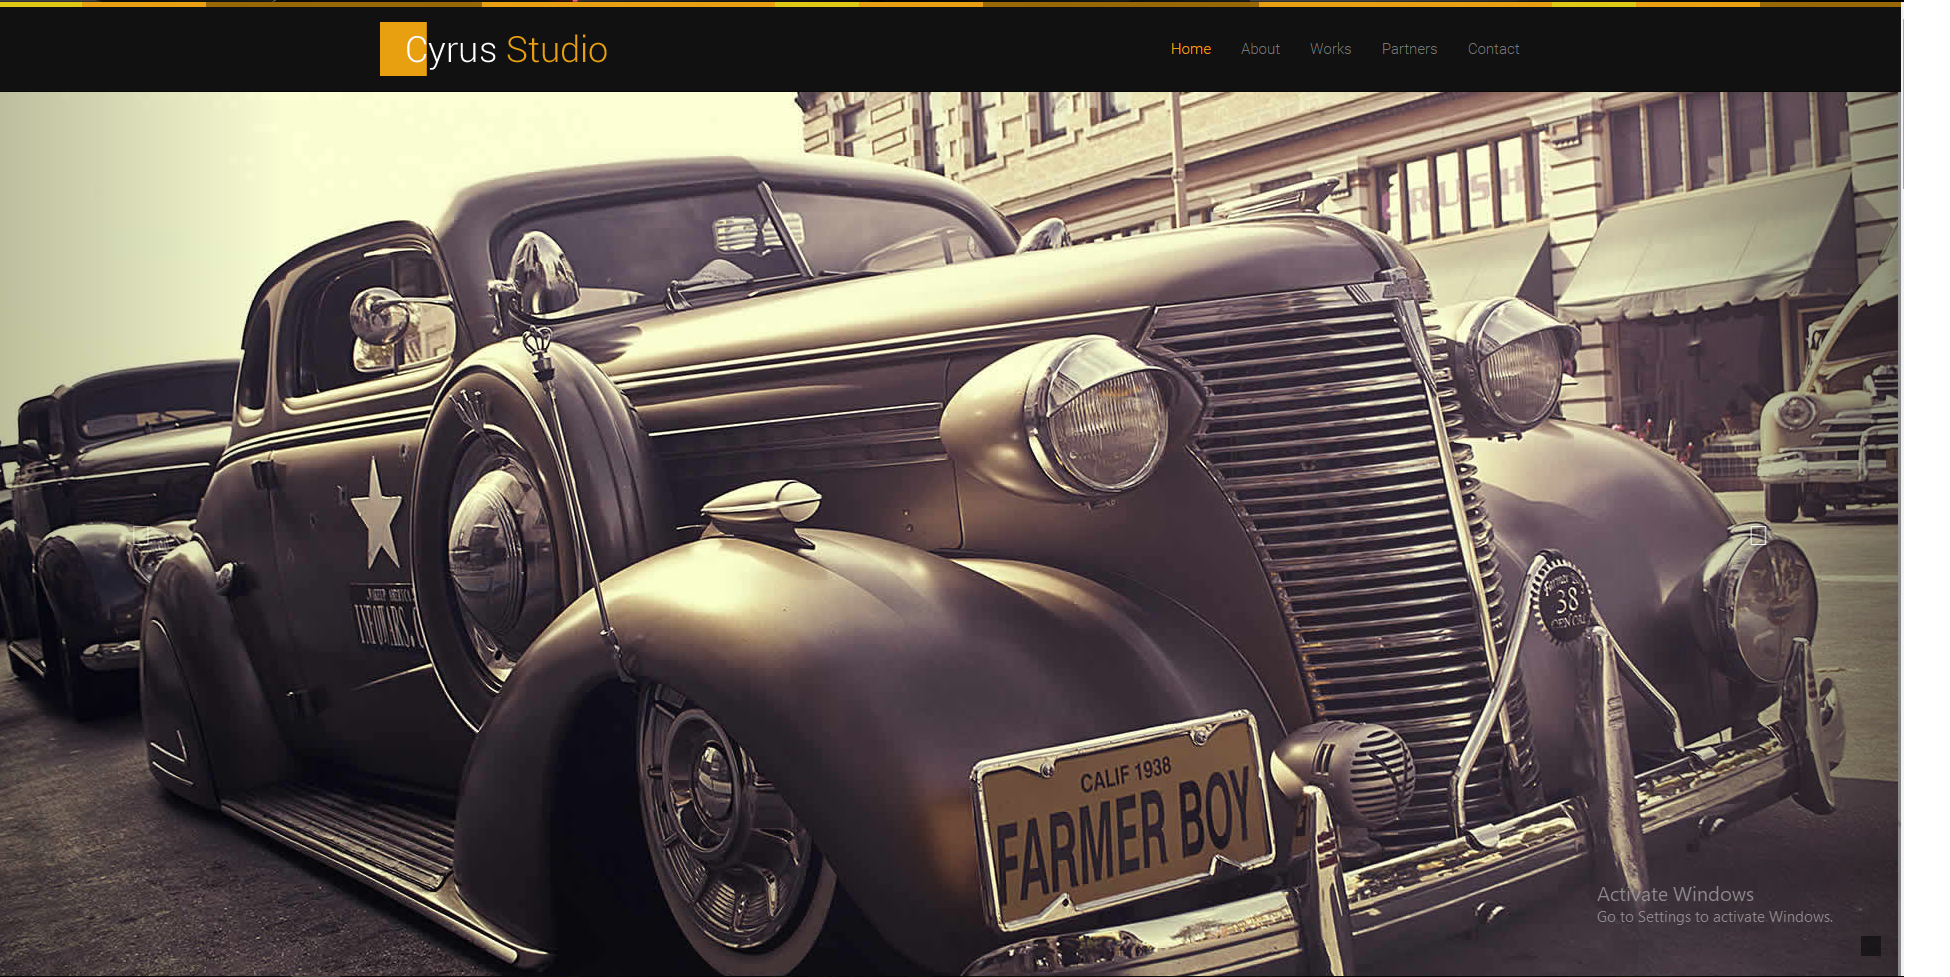 Cyrus Studio
Home About Works Partners Contact
CRUSH
38
CALIF 1938
FARMER BOY
Activate Windows
Go to Settings to activate Windows.